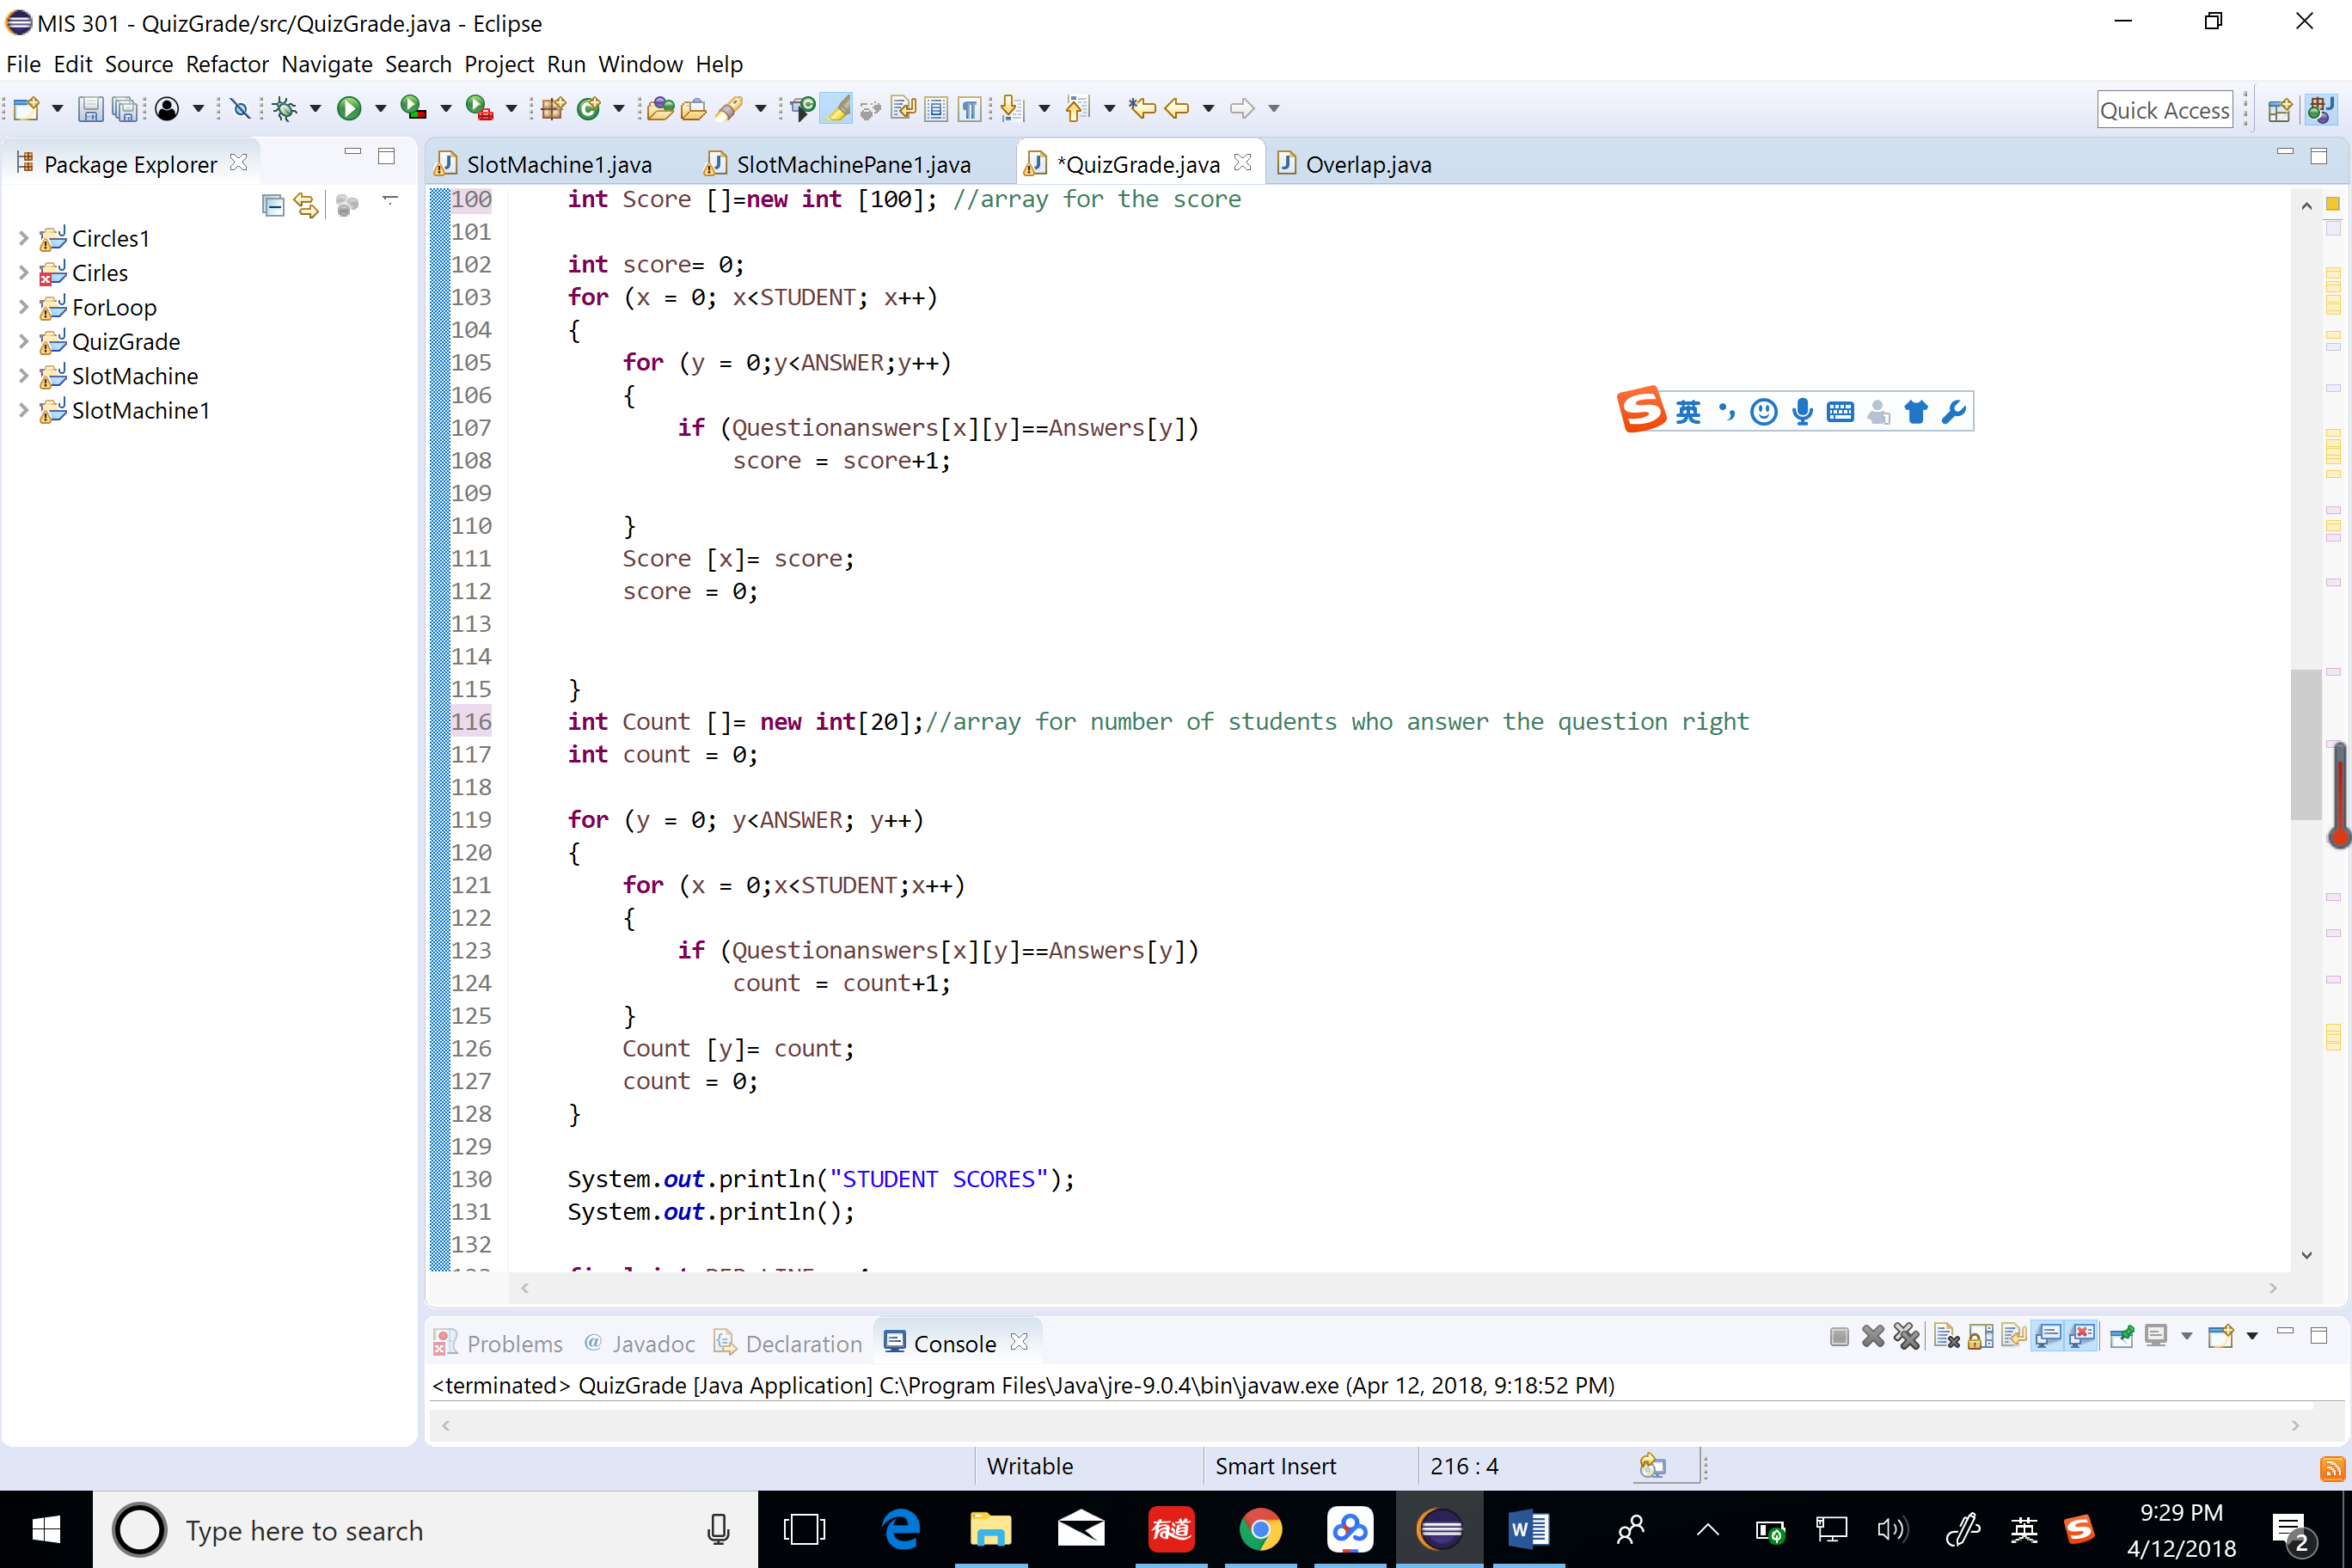 MIS 301 - QuizGrade/src/QuizGrade.java - Eclipse
File Edit Source Refactor Navigate Search Project Run Window Help
Quick Access
Package Explorer
SlotMachine1.java
SlotMachinePane1.java
*QuizGrade.java
Overlap.java
Circles1
Cirles
ForLoop
QuizGrade
SlotMachine
SlotMachine1
100 int Score []=new int [100]; //array for the score
101
102 int score= 0;
103 for (x = 0; x<STUDENT; x++)
104 {
105 for (y = 0;y<ANSWER;y++)
106 {
107 if (Questionanswers[x][y]==Answers[y])
108 score = score+1;
109
110 }
111 Score [x]= score;
112 score = 0;
113
114
115 }
116 int Count []= new int[20];//array for number of students who answer the question right
117 int count = 0;
118
119 for (y = 0; y<ANSWER; y++)
120 {
121 for (x = 0;x<STUDENT;x++)
122 {
123 if (Questionanswers[x][y]==Answers[y])
124 count = count+1;
125 }
126 Count [y]= count;
127 count = 0;
128 }
129
130 System.out.println("STUDENT SCORES");
131 System.out.println();
132
英
Problems
@ Javadoc
Declaration
Console
<terminated> QuizGrade [Java Application] C:\Program Files\Java\jre-9.0.4\bin\javaw.exe (Apr 12, 2018, 9:18:52 PM)
Writable
Smart Insert
216 : 4
Type here to search
有道
英
9:29 PM
4/12/2018
2